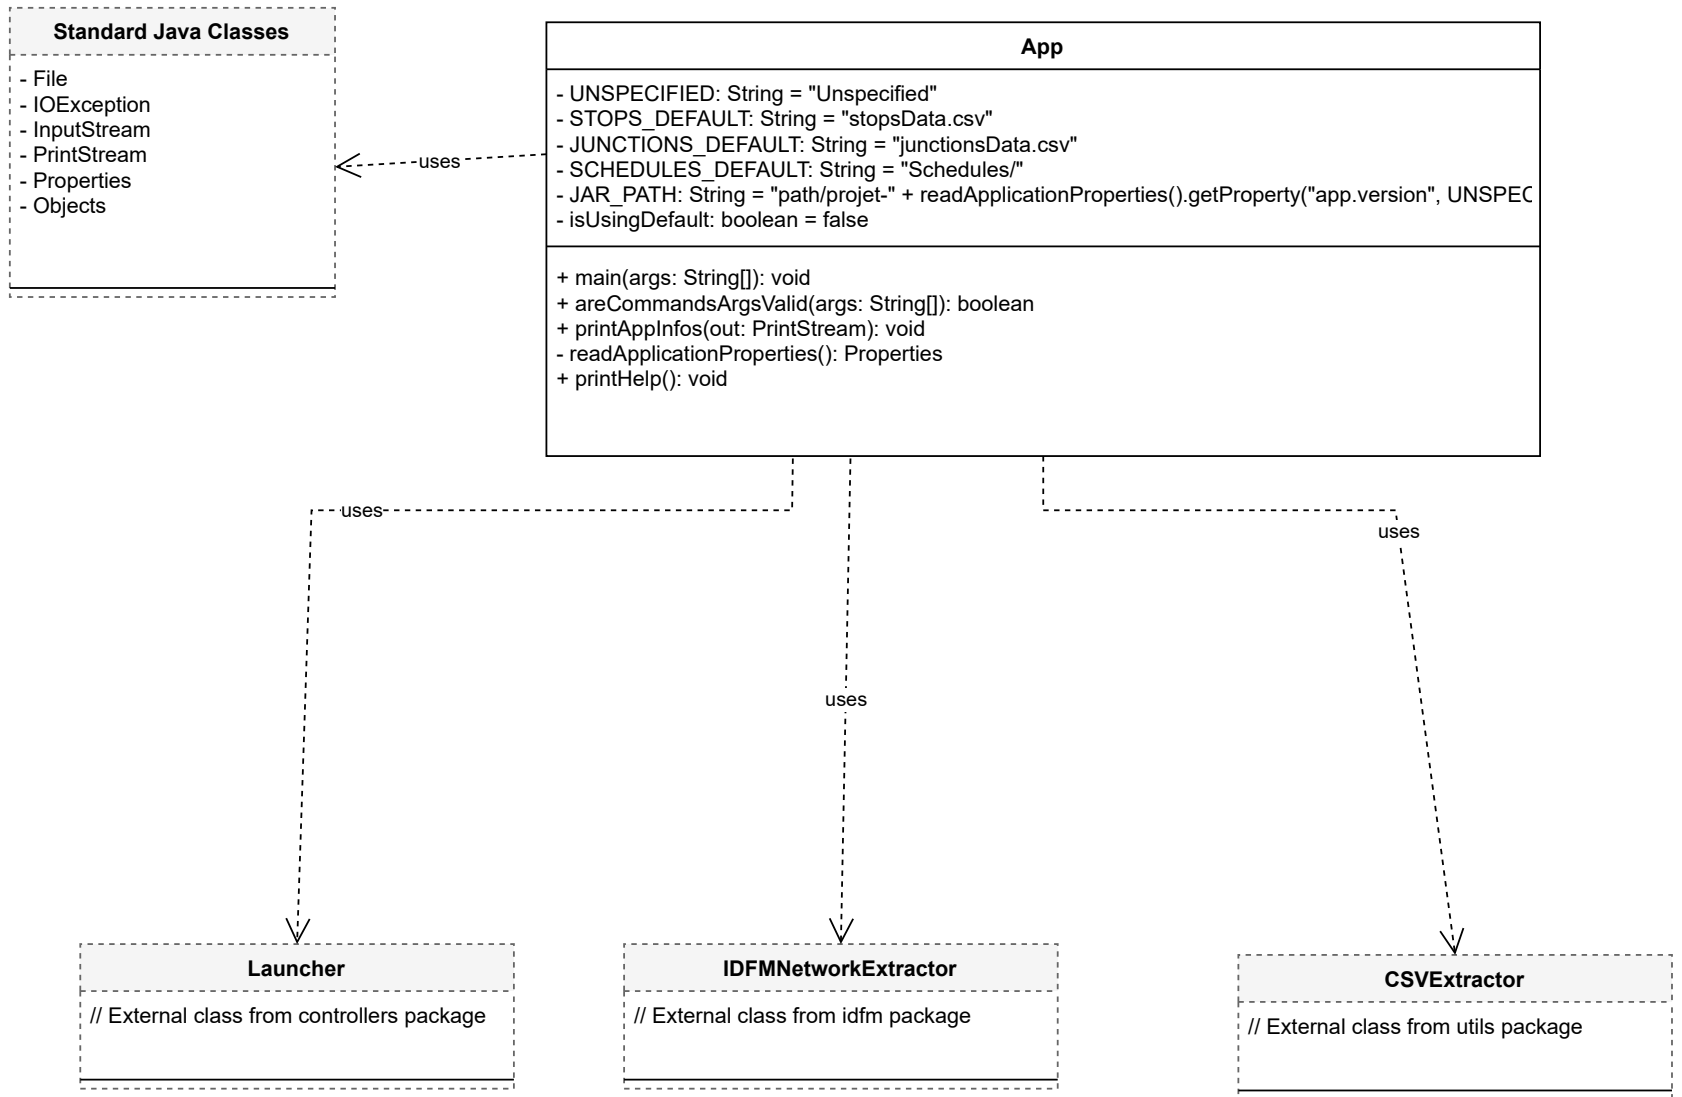 Standard Java Classes
- File
- IOException
- InputStream
- PrintStream
- Properties
- Objects
App
- UNSPECIFIED: String = "Unspecified"
- STOPS_DEFAULT: String = "stopsData.csv"
- JUNCTIONS_DEFAULT: String = "junctionsData.csv"
- SCHEDULES_DEFAULT: String = "Schedules/"
- JAR_PATH: String = "path/projet-" + readApplicationProperties().getProperty("app.version", UNSPEC
- isUsingDefault: boolean = false
+ main(args: String[]): void
+ areCommandsArgsValid(args: String[]): boolean
+ printAppInfos(out: PrintStream): void
- readApplicationProperties(): Properties
+ printHelp(): void
uses
uses
uses
uses
Launcher
// External class from controllers package
IDFMNetworkExtractor
// External class from idfm package
CSVExtractor
// External class from utils package